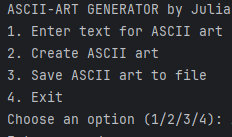 ASCII-ART GENERATOR by Julia
1. Enter text for ASCII art
2. Create ASCII art
3. Save ASCII art to file
4. Exit
Choose an option (1/2/3/4):